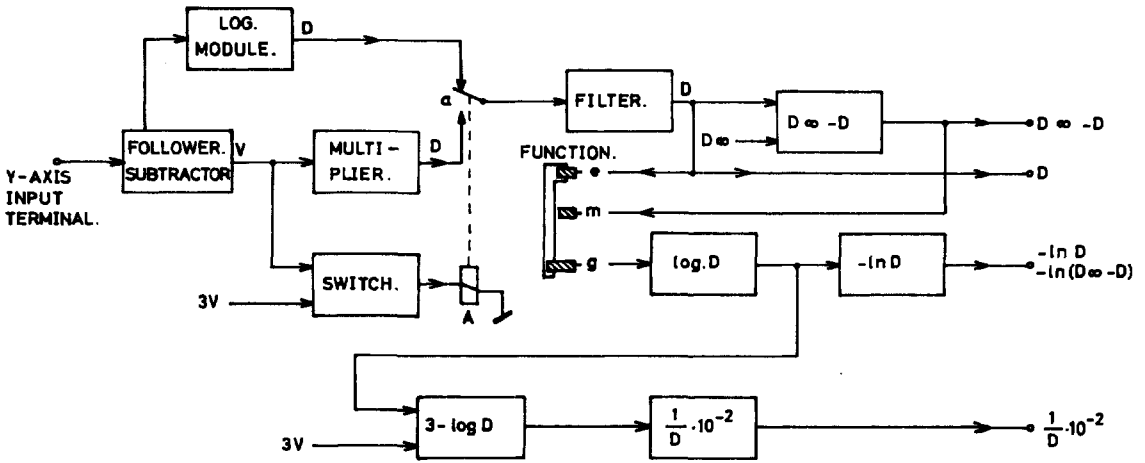 LOG.
MODULE.
D
a
FILTER.
D
D∞ -D
D∞ -D
D∞
FOLLOWER.
SUBTRACTOR
V
MULTI-
PLIER.
D
FUNCTION.
e
D
Y-AXIS
INPUT
TERMINAL.
m
g
log.D
-ln D
-ln D
-ln(D∞ -D)
SWITCH.
3V
A
3-log D
3V
1/D · 10⁻²
1/D · 10⁻²